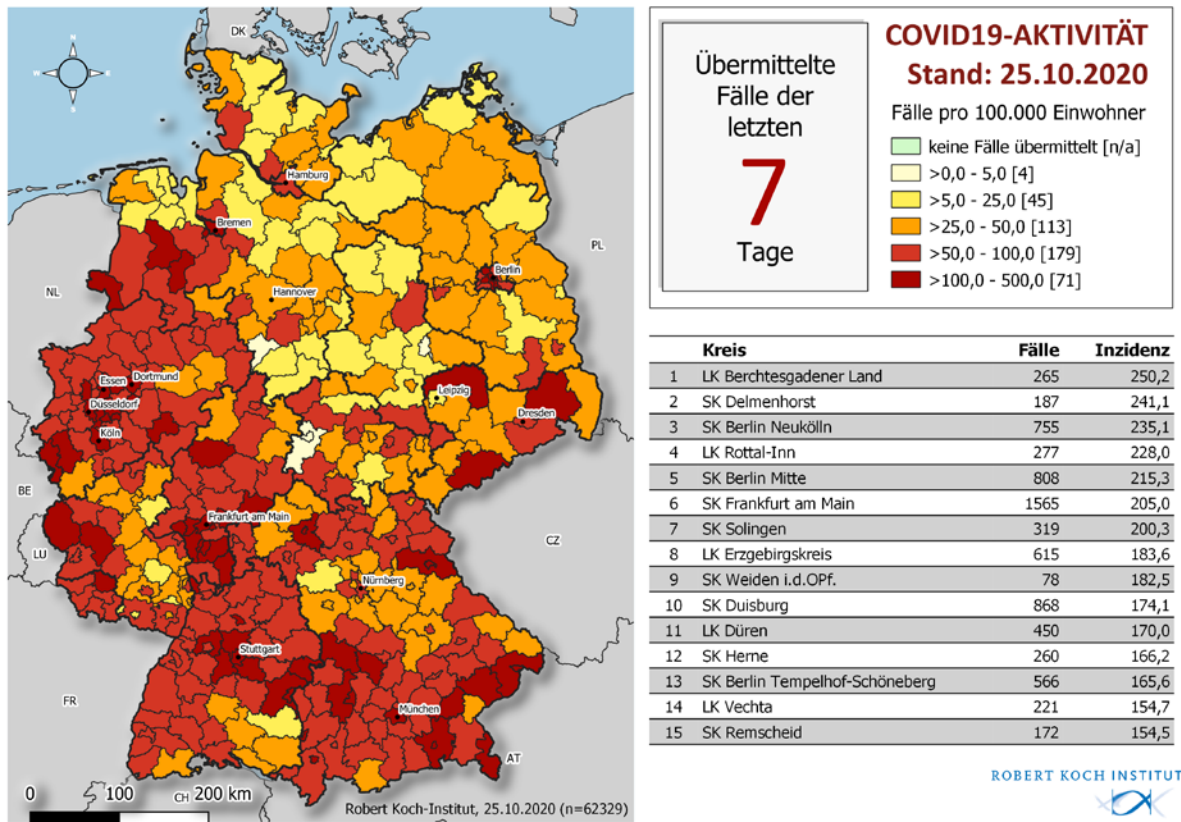 DK
Hamburg
Bremen
PL
Berlin
NL
Hannover
Essen
Dortmund
Düsseldorf
Köln
Leipzig
Dresden
BE
Frankfurt am Main
LU
CZ
Nürnberg
Stuttgart
FR
München
AT
CH
0 100 200 km
Robert Koch-Institut, 25.10.2020 (n=62329)
Übermittelte
Fälle der
letzten
7
Tage
COVID19-AKTIVITÄT
Stand: 25.10.2020
Fälle pro 100.000 Einwohner
keine Fälle übermittelt [n/a]
>0,0 - 5,0 [4]
>5,0 - 25,0 [45]
>25,0 - 50,0 [113]
>50,0 - 100,0 [179]
>100,0 - 500,0 [71]
Kreis Fälle Inzidenz
1 LK Berchtesgadener Land 265 250,2
2 SK Delmenhorst 187 241,1
3 SK Berlin Neukölln 755 235,1
4 LK Rottal-Inn 277 228,0
5 SK Berlin Mitte 808 215,3
6 SK Frankfurt am Main 1565 205,0
7 SK Solingen 319 200,3
8 LK Erzgebirgskreis 615 183,6
9 SK Weiden i.d.OPf. 78 182,5
10 SK Duisburg 868 174,1
11 LK Düren 450 170,0
12 SK Herne 260 166,2
13 SK Berlin Tempelhof-Schöneberg 566 165,6
14 LK Vechta 221 154,7
15 SK Remscheid 172 154,5
ROBERT KOCH INSTITUT